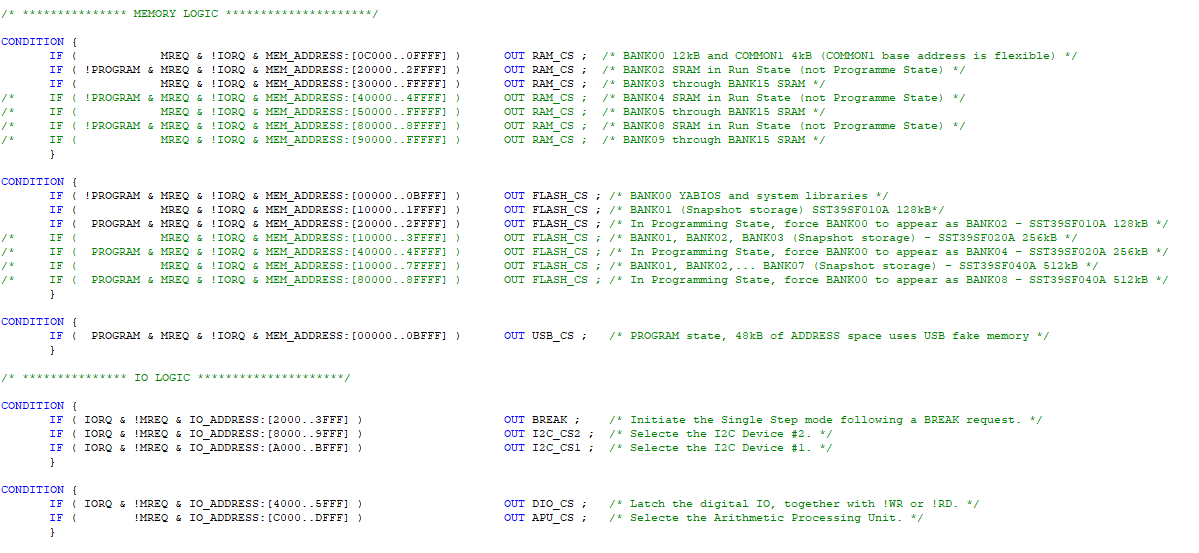 /* *************** MEMORY LOGIC *********************/
CONDITION {
IF ( MREQ & !IORQ & MEM_ADDRESS:[0C000..0FFFF] ) OUT RAM_CS ; /* BANK00 12kB and COMMON1 4kB (COMMON1 base address is flexible) */
IF ( !PROGRAM & MREQ & !IORQ & MEM_ADDRESS:[20000..2FFFF] ) OUT RAM_CS ; /* BANK02 SRAM in Run State (not Programme State) */
IF ( MREQ & !IORQ & MEM_ADDRESS:[30000..FFFFF] ) OUT RAM_CS ; /* BANK03 through BANK15 SRAM */
/* IF ( !PROGRAM & MREQ & !IORQ & MEM_ADDRESS:[40000..4FFFF] ) OUT RAM_CS ; /* BANK04 SRAM in Run State (not Programme State) */
/* IF ( MREQ & !IORQ & MEM_ADDRESS:[50000..FFFFF] ) OUT RAM_CS ; /* BANK05 through BANK15 SRAM */
/* IF ( !PROGRAM & MREQ & !IORQ & MEM_ADDRESS:[80000..8FFFF] ) OUT RAM_CS ; /* BANK08 SRAM in Run State (not Programme State) */
/* IF ( MREQ & !IORQ & MEM_ADDRESS:[90000..FFFFF] ) OUT RAM_CS ; /* BANK09 through BANK15 SRAM */
}
CONDITION {
IF ( !PROGRAM & MREQ & !IORQ & MEM_ADDRESS:[00000..0BFFF] ) OUT FLASH_CS ; /* BANK00 YABIOS and system libraries */
IF ( MREQ & !IORQ & MEM_ADDRESS:[10000..1FFFF] ) OUT FLASH_CS ; /* BANK01 (Snapshot storage) SST39SF010A 128kB*/
IF ( PROGRAM & MREQ & !IORQ & MEM_ADDRESS:[20000..2FFFF] ) OUT FLASH_CS ; /* In Programming State, force BANK00 to appear as BANK02 - SST39SF010A 128kB */
/* IF ( MREQ & !IORQ & MEM_ADDRESS:[10000..3FFFF] ) OUT FLASH_CS ; /* BANK01, BANK02, BANK03 (Snapshot storage) - SST39SF020A 256kB */
/* IF ( PROGRAM & MREQ & !IORQ & MEM_ADDRESS:[40000..4FFFF] ) OUT FLASH_CS ; /* In Programming State, force BANK00 to appear as BANK04 - SST39SF020A 256kB */
/* IF ( MREQ & !IORQ & MEM_ADDRESS:[10000..7FFFF] ) OUT FLASH_CS ; /* BANK01, BANK02,... BANK07 (Snapshot storage) - SST39SF040A 512kB */
/* IF ( PROGRAM & MREQ & !IORQ & MEM_ADDRESS:[80000..8FFFF] ) OUT FLASH_CS ; /* In Programming State, force BANK00 to appear as BANK08 - SST39SF040A 512kB */
}
CONDITION {
IF ( PROGRAM & MREQ & !IORQ & MEM_ADDRESS:[00000..0BFFF] ) OUT USB_CS ; /* PROGRAM state, 48kB of ADDRESS space uses USB fake memory */
}
/* *************** IO LOGIC *********************/
CONDITION {
IF ( IORQ & !MREQ & IO_ADDRESS:[2000..3FFF] ) OUT BREAK ; /* Initiate the Single Step mode following a BREAK request. */
IF ( IORQ & !MREQ & IO_ADDRESS:[8000..9FFF] ) OUT I2C_CS2 ; /* Selecte the I2C Device #2. */
IF ( IORQ & !MREQ & IO_ADDRESS:[A000..BFFF] ) OUT I2C_CS1 ; /* Selecte the I2C Device #1. */
}
CONDITION {
IF ( IORQ & !MREQ & IO_ADDRESS:[4000..5FFF] ) OUT DIO_CS ; /* Latch the digital IO, together with !WR or !RD. */
IF ( !MREQ & IO_ADDRESS:[C000..DFFF] ) OUT APU_CS ; /* Selecte the Arithmetic Processing Unit. */
}